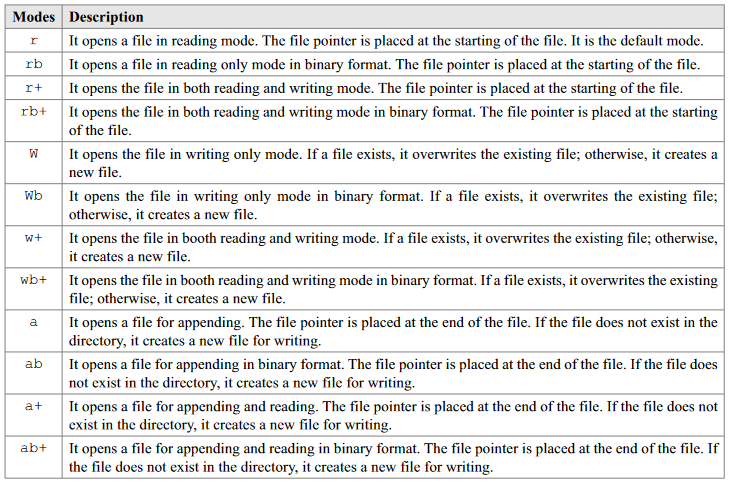 Modes Description
r It opens a file in reading mode. The file pointer is placed at the starting of the file. It is the default mode.
rb It opens a file in reading only mode in binary format. The file pointer is placed at the starting of the file.
r+ It opens the file in both reading and writing mode. The file pointer is placed at the starting of the file.
rb+ It opens the file in both reading and writing mode in binary format. The file pointer is placed at the starting
of the file.
W It opens the file in writing only mode. If a file exists, it overwrites the existing file; otherwise, it creates a
new file.
Wb It opens the file in writing only mode in binary format. If a file exists, it overwrites the existing file;
otherwise, it creates a new file.
w+ It opens the file in booth reading and writing mode. If a file exists, it overwrites the existing file; otherwise,
it creates a new file.
wb+ It opens the file in booth reading and writing mode in binary format. If a file exists, it overwrites the existing
file; otherwise, it creates a new file.
a It opens a file for appending. The file pointer is placed at the end of the file. If the file does not exist in the
directory, it creates a new file for writing.
ab It opens a file for appending in binary format. The file pointer is placed at the end of the file. If the file does
not exist in the directory, it creates a new file for writing.
a+ It opens a file for appending and reading. The file pointer is placed at the end of the file. If the file does not
exist in the directory, it creates a new file for writing.
ab+ It opens a file for appending and reading in binary format. The file pointer is placed at the end of the file. If
the file does not exist in the directory, it creates a new file for writing.